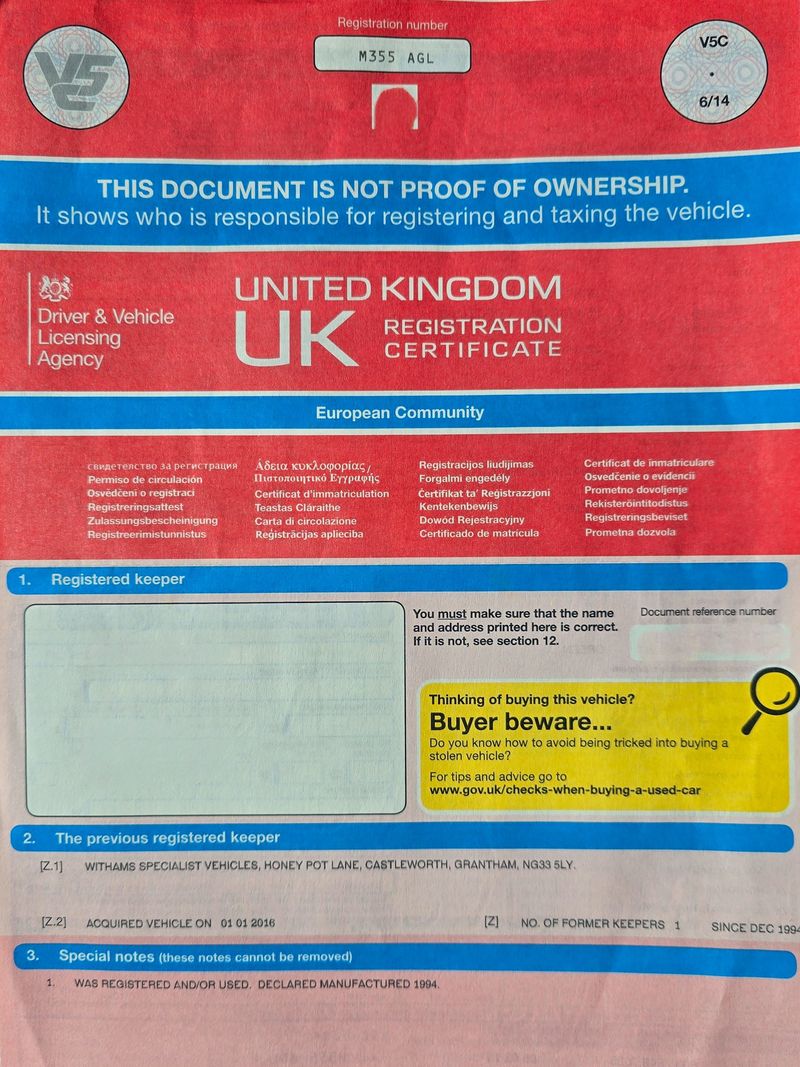 Registration number
M355 AGL
V5C
V5C
6/14
THIS DOCUMENT IS NOT PROOF OF OWNERSHIP.
It shows who is responsible for registering and taxing the vehicle.
Driver & Vehicle
Licensing
Agency
UNITED KINGDOM
UK REGISTRATION
CERTIFICATE
European Community
свидетелство за регистрация
Permiso de circulación
Osvědčení o registraci
Registreringsattest
Zulassungsbescheinigung
Registreerimistunnistus
Άδεια κυκλοφορίας /
Πιστοποιητικό Εγγραφής
Certificat d'immatriculation
Teastas Cláraithe
Carta di circolazione
Reģistrācijas apliecība
Registracijos liudijimas
Forgalmi engedély
Ċertifikat ta' Reġistrazzjoni
Kentekenbewijs
Dowód Rejestracyjny
Certificado de matrícula
Certificat de inmatriculare
Osvedčenie o evidencii
Prometno dovoljenje
Rekisteröintitodistus
Registreringsbeviset
Prometna dozvola
1. Registered keeper
You must make sure that the name
and address printed here is correct.
If it is not, see section 12.
Document reference number
Thinking of buying this vehicle?
Buyer beware...
Do you know how to avoid being tricked into buying a
stolen vehicle?
For tips and advice go to
www.gov.uk/checks-when-buying-a-used-car
2. The previous registered keeper
[Z.1] WITHAMS SPECIALIST VEHICLES, HONEY POT LANE, CASTLEWORTH, GRANTHAM, NG33 5LY.
[Z.2] ACQUIRED VEHICLE ON 01 01 2016 [Z] NO. OF FORMER KEEPERS 1 SINCE DEC 1994
3. Special notes (these notes cannot be removed)
1. WAS REGISTERED AND/OR USED. DECLARED MANUFACTURED 1994.